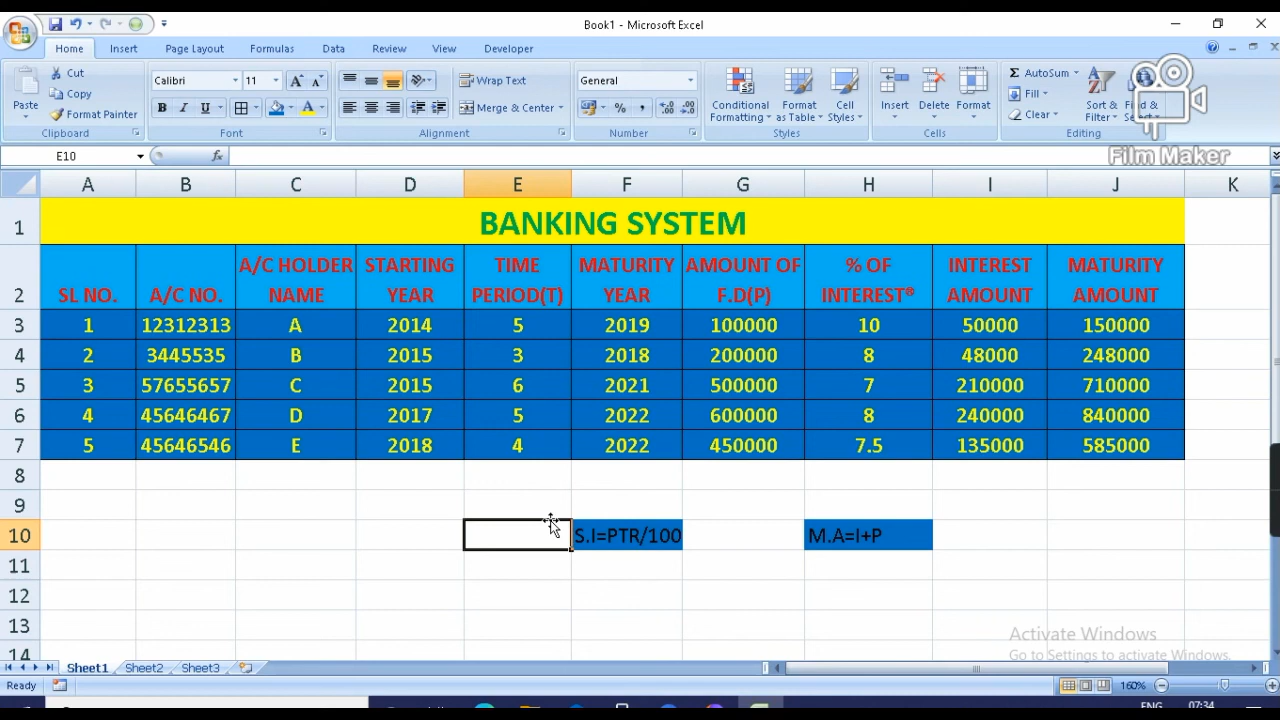 Book1 - Microsoft Excel
Home Insert Page Layout Formulas Data Review View Developer
Paste
Cut
Copy
Format Painter
Calibri 11
B I U
Wrap Text
Merge & Center
General
Conditional Formatting
Format as Table
Cell Styles
Insert Delete Format
Σ AutoSum
Fill
Clear
Sort & Filter
Find &
Clipboard Font Alignment Number Styles Cells Editing
Film Maker
E10 fx
A B C D E F G H I J K
1 BANKING SYSTEM
2 SL NO. A/C NO. A/C HOLDER NAME STARTING YEAR TIME PERIOD(T) MATURITY YEAR AMOUNT OF F.D(P) % OF INTEREST® INTEREST AMOUNT MATURITY AMOUNT
3 1 12312313 A 2014 5 2019 100000 10 50000 150000
4 2 3445535 B 2015 3 2018 200000 8 48000 248000
5 3 57655657 C 2015 6 2021 500000 7 210000 710000
6 4 45646467 D 2017 5 2022 600000 8 240000 840000
7 5 45646546 E 2018 4 2022 450000 7.5 135000 585000
8
9
10 S.I=PTR/100 M.A=I+P
11
12
13
14
Activate Windows
Go to Settings to activate Windows.
Sheet1 Sheet2 Sheet3
Ready 160%
ENG 07:34